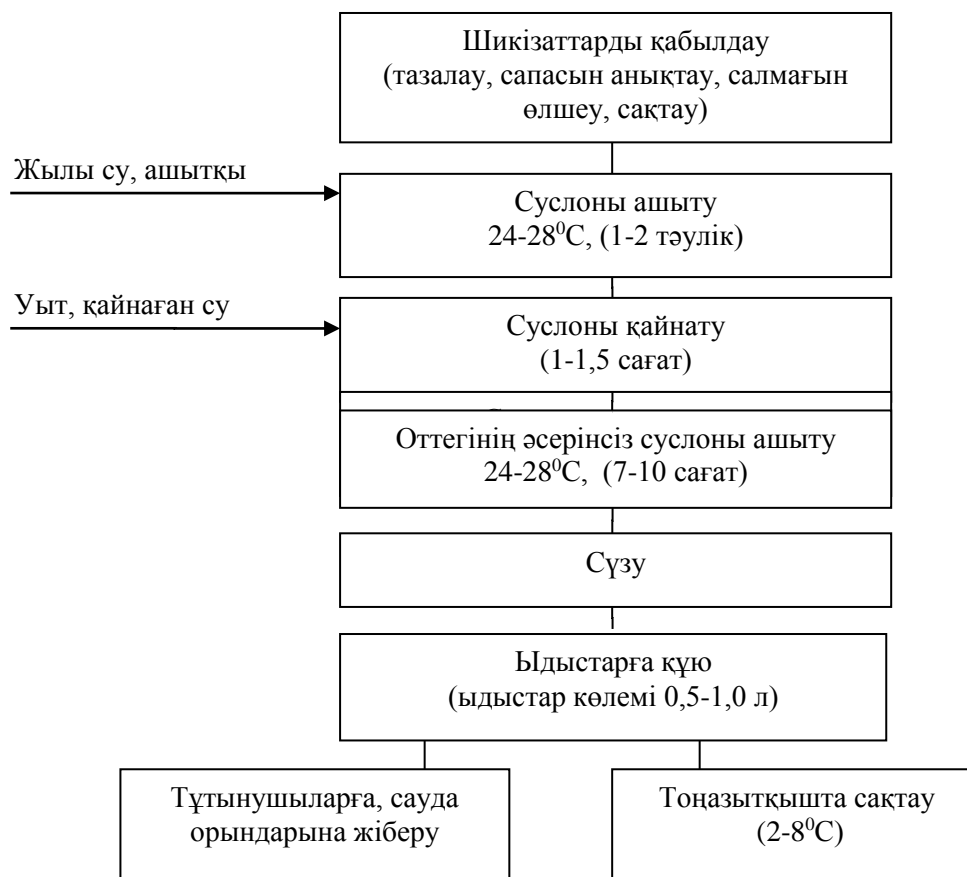 Шикізаттарды қабылдау
(тазалау, сапасын анықтау, салмағын
өлшеу, сақтау)
Жылы су, ашытқы
Суслоны ашыту
24-28⁰С, (1-2 тәулік)
Уыт, қайнаған су
Суслоны қайнату
(1-1,5 сағат)
Оттегінің әсерінсіз суслоны ашыту
24-28⁰С, (7-10 сағат)
Сүзу
Ыдыстарға құю
(ыдыстар көлемі 0,5-1,0 л)
Тұтынушыларға, сауда
орындарына жіберу
Тоңазытқышта сақтау
(2-8⁰С)